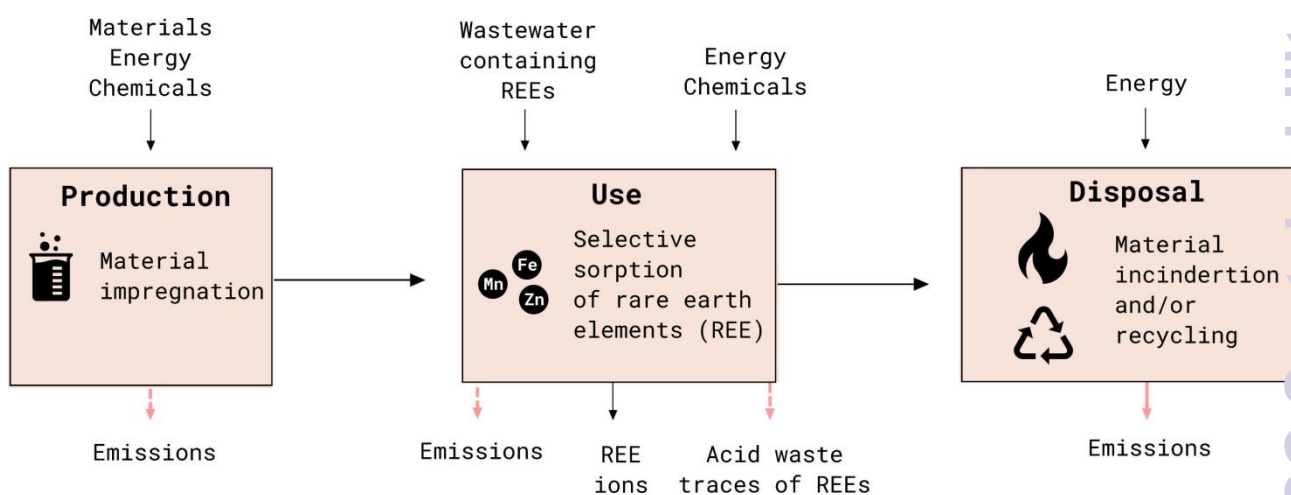 Materials
Energy
Chemicals
Wastewater
containing
REEs
Energy
Chemicals
Energy
Production
Material
impregnation
Use
Mn
Fe
Zn
Selective
sorption
of rare earth
elements (REE)
Disposal
Material
incindertion
and/or
recycling
Emissions
Emissions
REE
ions
Acid waste
traces of REEs
Emissions